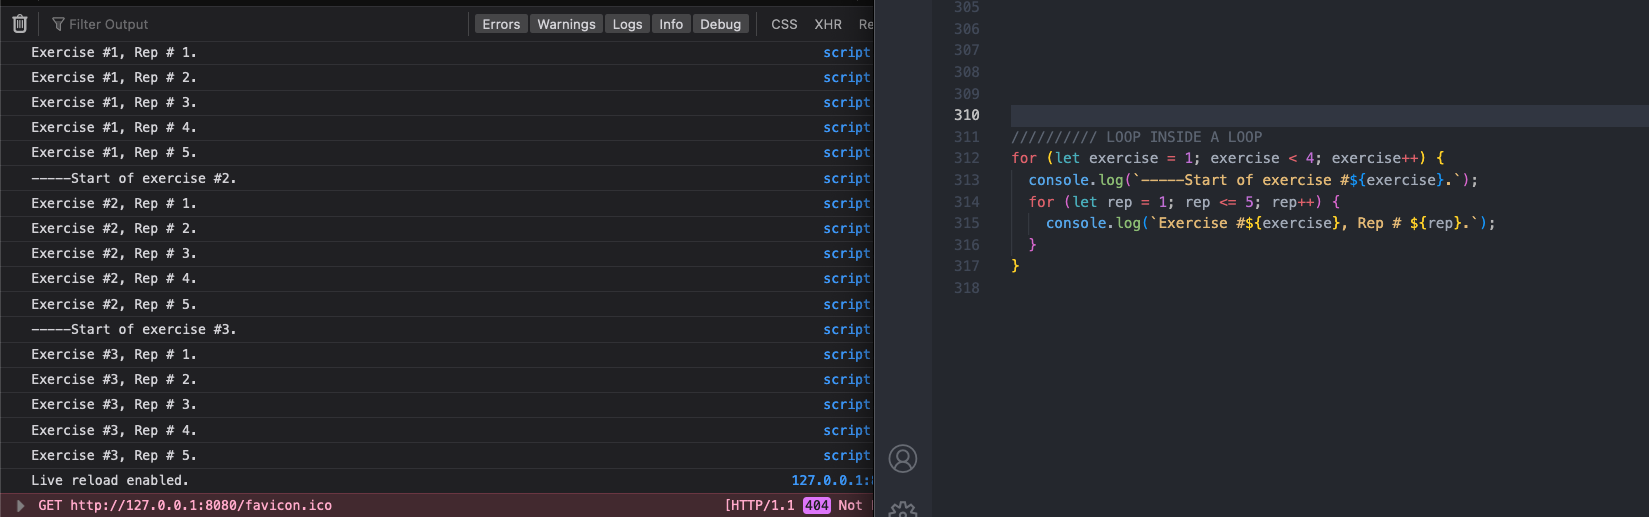 Filter Output Errors Warnings Logs Info Debug CSS XHR Re
Exercise #1, Rep # 1. script
Exercise #1, Rep # 2. script
Exercise #1, Rep # 3. script
Exercise #1, Rep # 4. script
Exercise #1, Rep # 5. script
-----Start of exercise #2. script
Exercise #2, Rep # 1. script
Exercise #2, Rep # 2. script
Exercise #2, Rep # 3. script
Exercise #2, Rep # 4. script
Exercise #2, Rep # 5. script
-----Start of exercise #3. script
Exercise #3, Rep # 1. script
Exercise #3, Rep # 2. script
Exercise #3, Rep # 3. script
Exercise #3, Rep # 4. script
Exercise #3, Rep # 5. script
Live reload enabled. 127.0.0.1:
GET http://127.0.0.1:8080/favicon.ico [HTTP/1.1 404 Not
305
306
307
308
309
310
311 ////////// LOOP INSIDE A LOOP
312 for (let exercise = 1; exercise < 4; exercise++) {
313 console.log(`-----Start of exercise #${exercise}.`);
314 for (let rep = 1; rep <= 5; rep++) {
315 console.log(`Exercise #${exercise}, Rep # ${rep}.`);
316 }
317 }
318